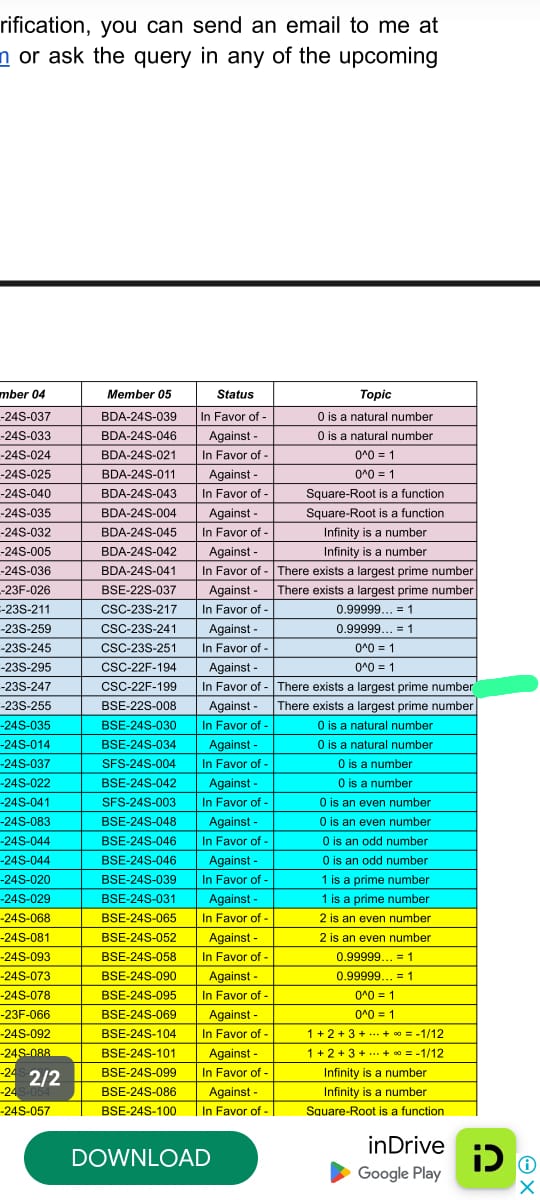 rification, you can send an email to me at
m or ask the query in any of the upcoming
mber 04 Member 05 Status Topic
-24S-037 BDA-24S-039 In Favor of - 0 is a natural number
-24S-033 BDA-24S-046 Against - 0 is a natural number
-24S-024 BDA-24S-021 In Favor of - 0^0 = 1
-24S-025 BDA-24S-011 Against - 0^0 = 1
-24S-040 BDA-24S-043 In Favor of - Square-Root is a function
-24S-035 BDA-24S-004 Against - Square-Root is a function
-24S-032 BDA-24S-045 In Favor of - Infinity is a number
-24S-005 BDA-24S-042 Against - Infinity is a number
-24S-036 BDA-24S-041 In Favor of - There exists a largest prime number
-23F-026 BSE-22S-037 Against - There exists a largest prime number
-23S-211 CSC-23S-217 In Favor of - 0.99999... = 1
-23S-259 CSC-23S-241 Against - 0.99999... = 1
-23S-245 CSC-23S-251 In Favor of - 0^0 = 1
-23S-295 CSC-22F-194 Against - 0^0 = 1
-23S-247 CSC-22F-199 In Favor of - There exists a largest prime number
-23S-255 BSE-22S-008 Against - There exists a largest prime number
-24S-035 BSE-24S-030 In Favor of - 0 is a natural number
-24S-014 BSE-24S-034 Against - 0 is a natural number
-24S-037 SFS-24S-004 In Favor of - 0 is a number
-24S-022 BSE-24S-042 Against - 0 is a number
-24S-041 SFS-24S-003 In Favor of - 0 is an even number
-24S-083 BSE-24S-048 Against - 0 is an even number
-24S-044 BSE-24S-046 In Favor of - 0 is an odd number
-24S-044 BSE-24S-046 Against - 0 is an odd number
-24S-020 BSE-24S-039 In Favor of - 1 is a prime number
-24S-029 BSE-24S-031 Against - 1 is a prime number
-24S-068 BSE-24S-065 In Favor of - 2 is an even number
-24S-081 BSE-24S-052 Against - 2 is an even number
-24S-093 BSE-24S-058 In Favor of - 0.99999... = 1
-24S-073 BSE-24S-090 Against - 0.99999... = 1
-24S-078 BSE-24S-095 In Favor of - 0^0 = 1
-23F-066 BSE-24S-069 Against - 0^0 = 1
-24S-092 BSE-24S-104 In Favor of - 1 + 2 + 3 + ··· + ∞ = -1/12
-24S-088 BSE-24S-101 Against - 1 + 2 + 3 + ··· + ∞ = -1/12
BSE-24S-099 In Favor of - Infinity is a number
2/2
BSE-24S-086 Against - Infinity is a number
-24S-057 BSE-24S-100 In Favor of - Square-Root is a function
DOWNLOAD
inDrive
Google Play